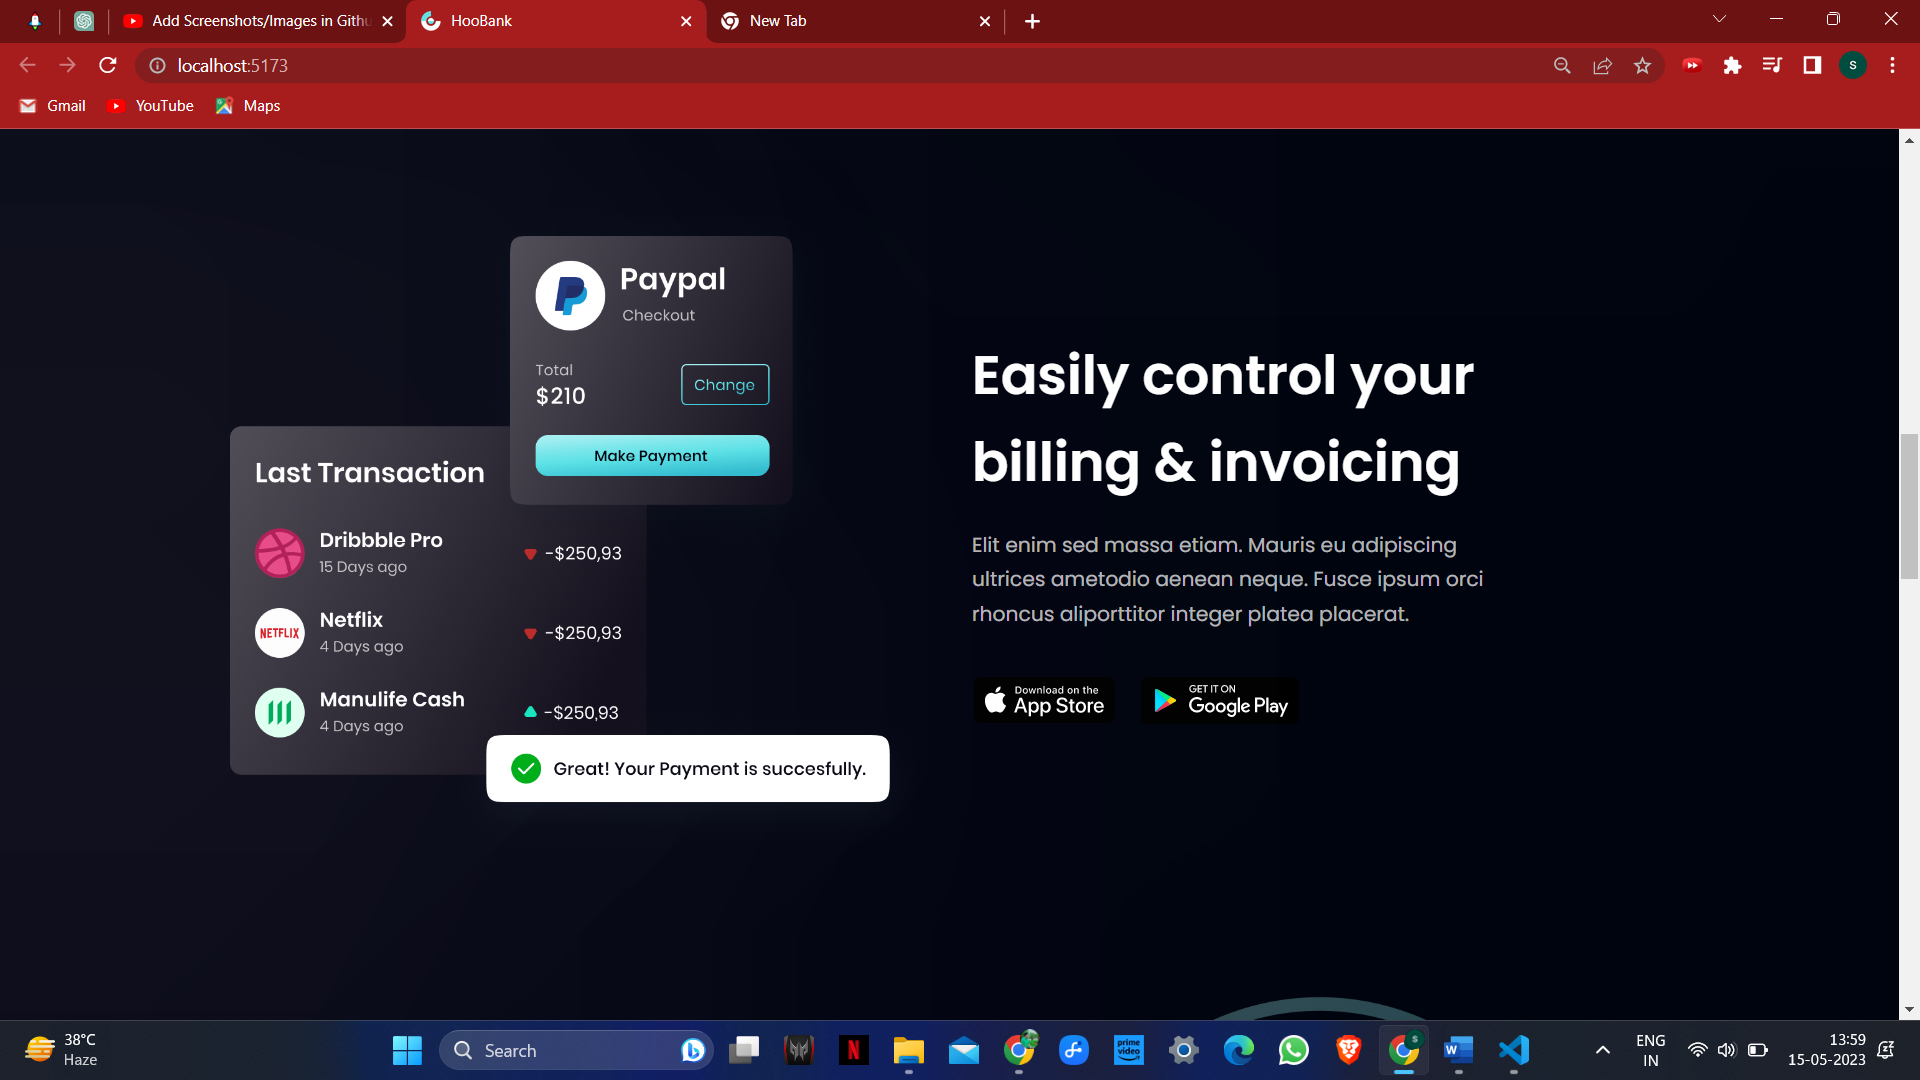 Add Screenshots/Images in Githu
HooBank
New Tab
localhost:5173
S
Gmail
YouTube
Maps
Paypal
Checkout
Total
$210
Change
Make Payment
Last Transaction
Dribbble Pro
15 Days ago
-$250,93
NETFLIX
Netflix
4 Days ago
-$250,93
Manulife Cash
4 Days ago
-$250,93
Great! Your Payment is succesfully.
Easily control your
billing & invoicing
Elit enim sed massa etiam. Mauris eu adipiscing
ultrices ametodio aenean neque. Fusce ipsum orci
rhoncus aliporttitor integer platea placerat.
Download on the
App Store
GET IT ON
Google Play
38°C
Haze
Search
N
prime
video
S
W
ENG
IN
13:59
15-05-2023